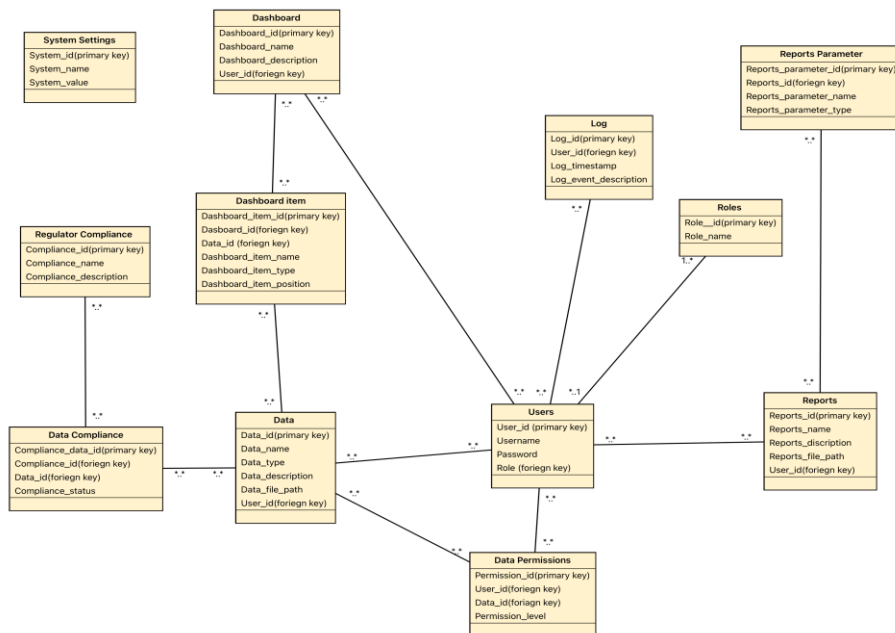 Dashboard
Dashboard_id(primary key)
Dashboard_name
Dashboard_description
User_id(foriegn key)
System Settings
System_id(primary key)
System_name
System_value
Reports Parameter
Reports_parameter_id(primary key)
Reports_id(foriegn key)
Reports_parameter_name
Reports_parameter_type
*..*
*..*
*..*
Log
Log_id(primary key)
User_id(foriegn key)
Log_timestamp
Log_event_description
*..*
*..*
Dashboard item
Dashboard_item_id(primary key)
Dasboard_id(foriegn key)
Data_id (foriegn key)
Dashboard_item_name
Dashboard_item_type
Dashboard_item_position
Roles
Role__id(primary key)
Role_name
*..*
1..*
Regulator Compliance
Compliance_id(primary key)
Compliance_name
Compliance_description
*..*
*..*
*..*
*..*
*..*
*..*
*..1
*..*
Data Compliance
Compliance_data_id(primary key)
Compliance_id(foriegn key)
Data_id(foriegn key)
Compliance_status
*..*
*..*
Data
Data_id(primary key)
Data_name
Data_type
Data_description
Data_file_path
User_id(foriegn key)
*..*
*..*
*..*
Users
User_id (primary key)
Username
Password
Role (foriegn key)
*..*
*..*
Reports
Reports_id(primary key)
Reports_name
Reports_discription
Reports_file_path
User_id(foriegn key)
*..*
*..*
*..*
Data Permissions
Permission_id(primary key)
User_id(foriegn key)
Data_id(foriagn key)
Permission_level